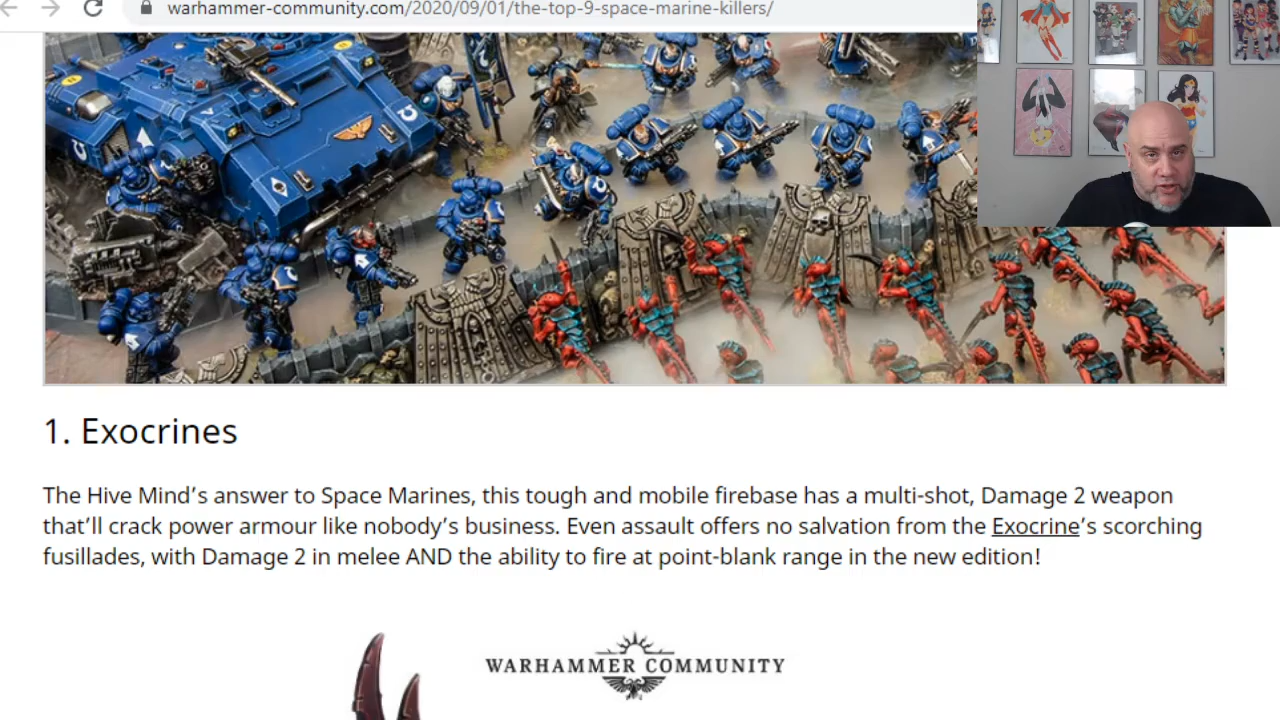 warhammer-community.com/2020/09/01/the-top-9-space-marine-killers/
1. Exocrines
The Hive Mind’s answer to Space Marines, this tough and mobile firebase has a multi-shot, Damage 2 weapon
that’ll crack power armour like nobody’s business. Even assault offers no salvation from the Exocrine’s scorching
fusillades, with Damage 2 in melee AND the ability to fire at point-blank range in the new edition!
WARHAMMER COMMUNITY